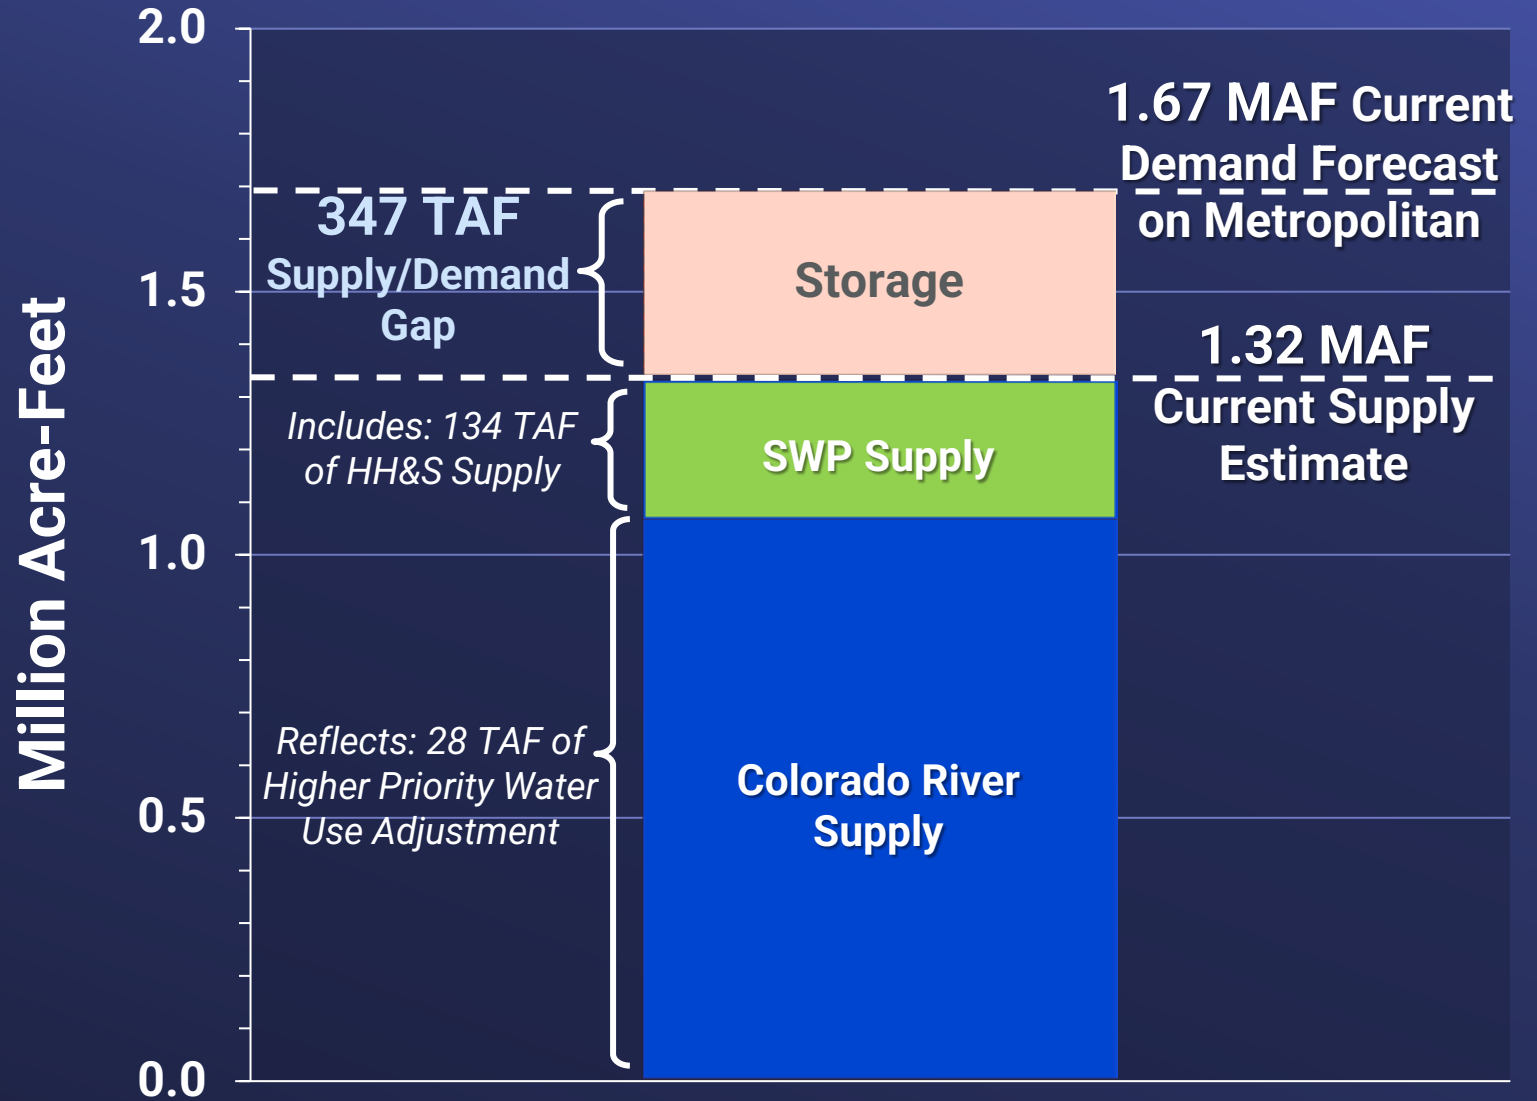 2.0
1.5
1.0
0.5
0.0
Million Acre-Feet
347 TAF
Supply/Demand
Gap
Includes: 134 TAF
of HH&S Supply
Reflects: 28 TAF of
Higher Priority Water
Use Adjustment
Storage
SWP Supply
Colorado River
Supply
1.67 MAF Current
Demand Forecast
on Metropolitan
1.32 MAF
Current Supply
Estimate